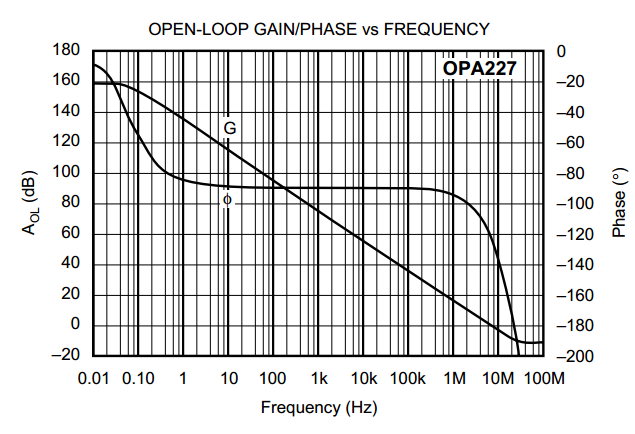 OPEN-LOOP GAIN/PHASE vs FREQUENCY
OPA227
180
160
140
120
100
80
60
40
20
0
–20
AOL (dB)
G
ϕ
0
–20
–40
–60
–80
–100
–120
–140
–160
–180
–200
Phase (°)
0.01 0.10 1 10 100 1k 10k 100k 1M 10M 100M
Frequency (Hz)